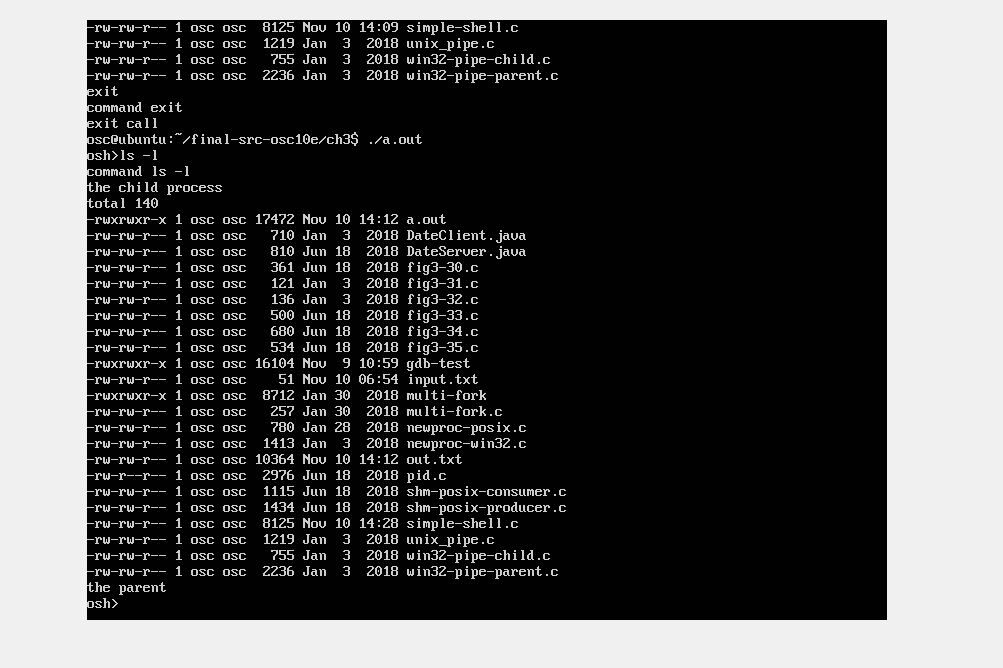 -rw-rw-r-- 1 osc osc  8125 Nov 10 14:09 simple-shell.c
-rw-rw-r-- 1 osc osc  1219 Jan  3  2018 unix_pipe.c
-rw-rw-r-- 1 osc osc   755 Jan  3  2018 win32-pipe-child.c
-rw-rw-r-- 1 osc osc  2236 Jan  3  2018 win32-pipe-parent.c
exit
command exit
exit call
osc@ubuntu:~/final-src-osc10e/ch3$ ./a.out
osh>ls -l
command ls -l
the child process
total 140
-rwxrwxr-x 1 osc osc 17472 Nov 10 14:12 a.out
-rw-rw-r-- 1 osc osc   710 Jan  3  2018 DateClient.java
-rw-rw-r-- 1 osc osc   810 Jun 18  2018 DateServer.java
-rw-rw-r-- 1 osc osc   361 Jun 18  2018 fig3-30.c
-rw-rw-r-- 1 osc osc   121 Jan  3  2018 fig3-31.c
-rw-rw-r-- 1 osc osc   136 Jan  3  2018 fig3-32.c
-rw-rw-r-- 1 osc osc   500 Jun 18  2018 fig3-33.c
-rw-rw-r-- 1 osc osc   680 Jun 18  2018 fig3-34.c
-rw-rw-r-- 1 osc osc   534 Jun 18  2018 fig3-35.c
-rwxrwxr-x 1 osc osc 16104 Nov  9 10:59 gdb-test
-rw-rw-r-- 1 osc osc    51 Nov 10 06:54 input.txt
-rwxrwxr-x 1 osc osc  8712 Jan 30  2018 multi-fork
-rw-rw-r-- 1 osc osc   257 Jan 30  2018 multi-fork.c
-rw-rw-r-- 1 osc osc   780 Jan 28  2018 newproc-posix.c
-rw-rw-r-- 1 osc osc  1413 Jan  3  2018 newproc-win32.c
-rw-rw-r-- 1 osc osc 10364 Nov 10 14:12 out.txt
-rw-r--r-- 1 osc osc  2976 Jun 18  2018 pid.c
-rw-rw-r-- 1 osc osc  1115 Jun 18  2018 shm-posix-consumer.c
-rw-rw-r-- 1 osc osc  1434 Jun 18  2018 shm-posix-producer.c
-rw-rw-r-- 1 osc osc  8125 Nov 10 14:28 simple-shell.c
-rw-rw-r-- 1 osc osc  1219 Jan  3  2018 unix_pipe.c
-rw-rw-r-- 1 osc osc   755 Jan  3  2018 win32-pipe-child.c
-rw-rw-r-- 1 osc osc  2236 Jan  3  2018 win32-pipe-parent.c
the parent
osh>